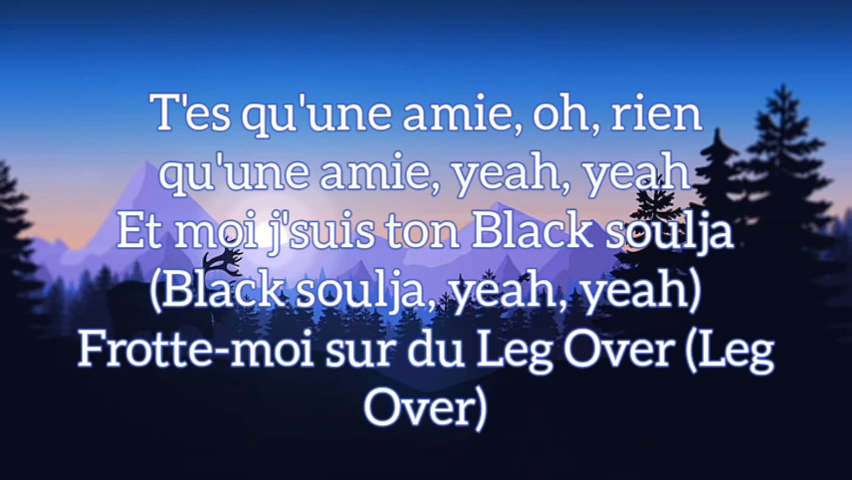 T'es qu'une amie, oh, rien
qu'une amie, yeah, yeah
Et moi j'suis ton Black soulja
(Black soulja, yeah, yeah)
Frotte-moi sur du Leg Over (Leg
Over)